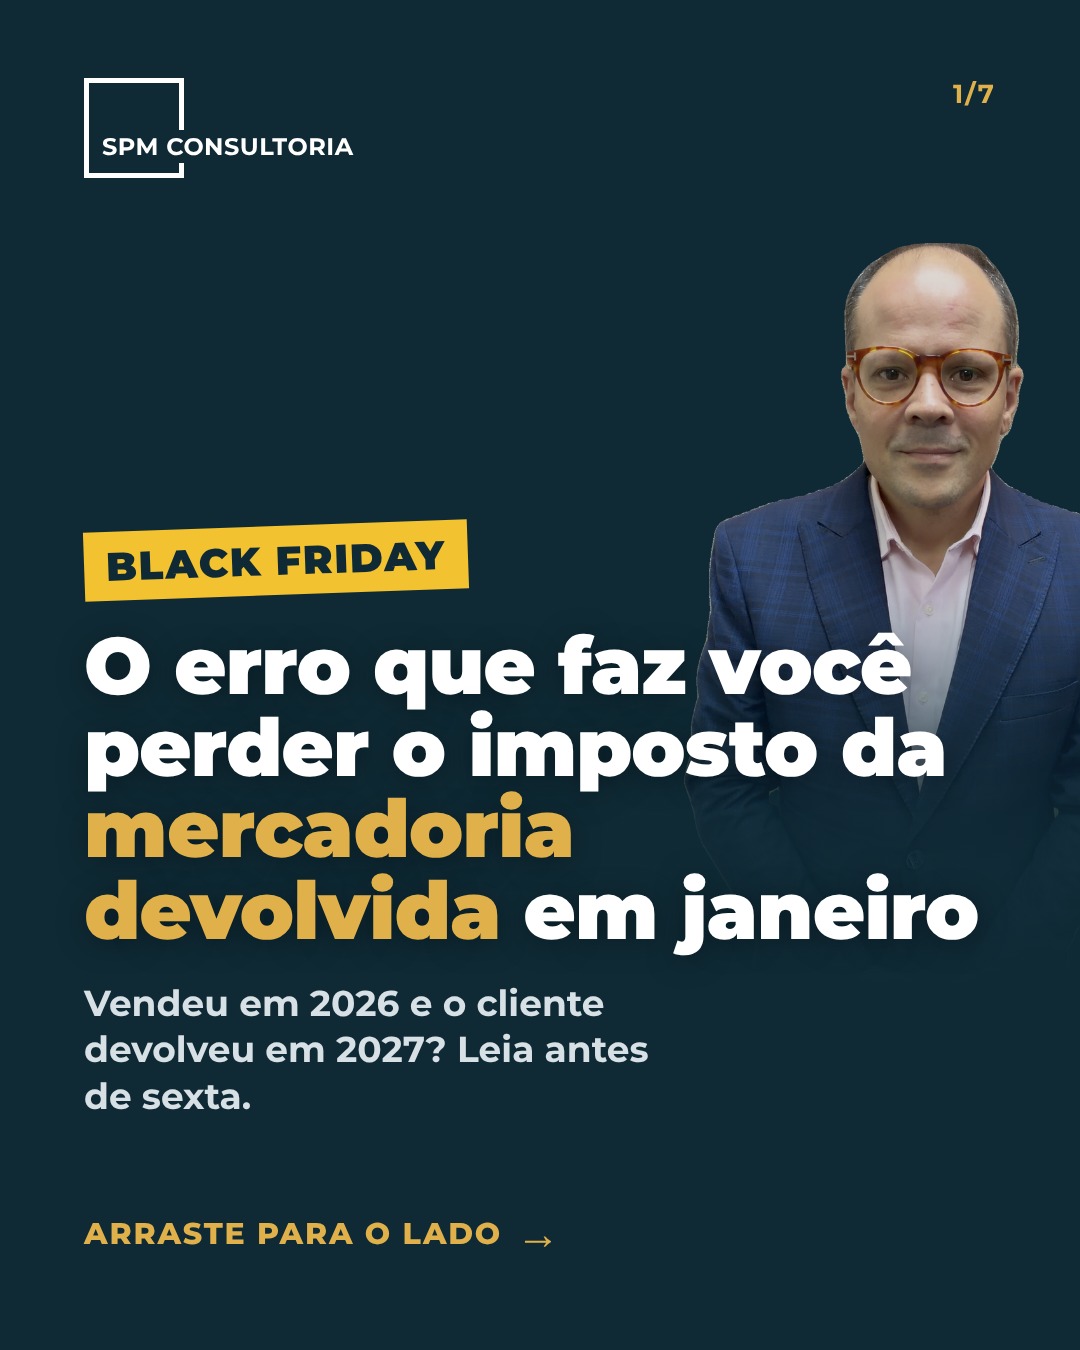 SPM CONSULTORIA
1/7
BLACK FRIDAY
O erro que faz você
perder o imposto da
mercadoria
devolvida em janeiro
Vendeu em 2026 e o cliente
devolveu em 2027? Leia antes
de sexta.
ARRASTE PARA O LADO →